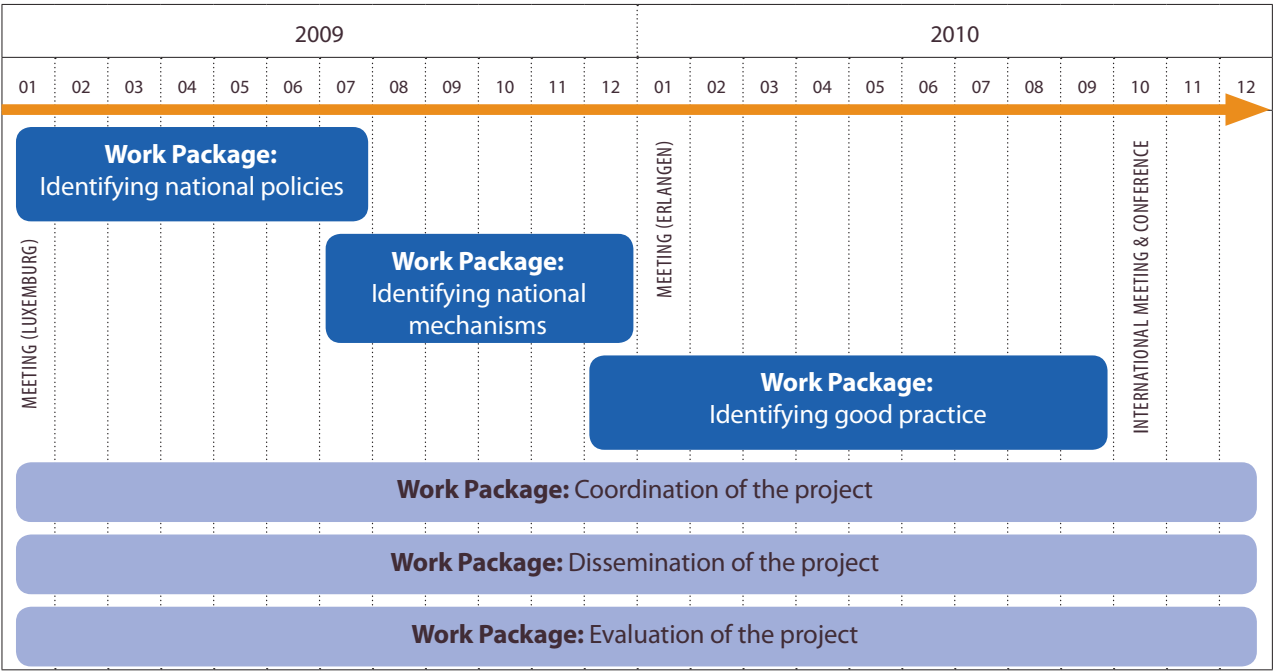 2009 2010
01 02 03 04 05 06 07 08 09 10 11 12 01 02 03 04 05 06 07 08 09 10 11 12
Work Package:
Identifying national policies
MEETING (LUXEMBURG)
Work Package:
Identifying national
mechanisms
MEETING (ERLANGEN)
Work Package:
Identifying good practice
INTERNATIONAL MEETING & CONFERENCE
Work Package: Coordination of the project
Work Package: Dissemination of the project
Work Package: Evaluation of the project